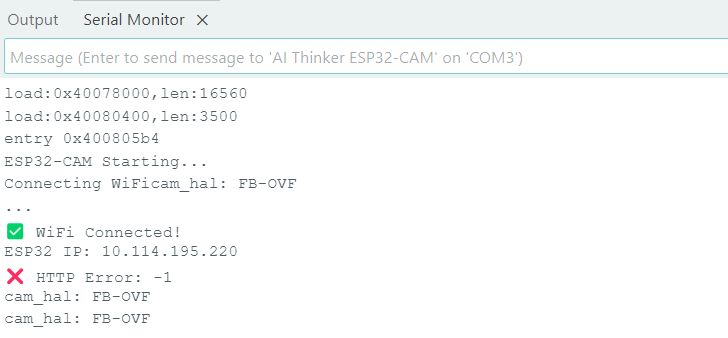 Output Serial Monitor X
Message (Enter to send message to 'AI Thinker ESP32-CAM' on 'COM3')
load:0x40078000,len:16560
load:0x40080400,len:3500
entry 0x400805b4
ESP32-CAM Starting...
Connecting WiFicam_hal: FB-OVF
...
✅ WiFi Connected!
ESP32 IP: 10.114.195.220
❌ HTTP Error: -1
cam_hal: FB-OVF
cam_hal: FB-OVF